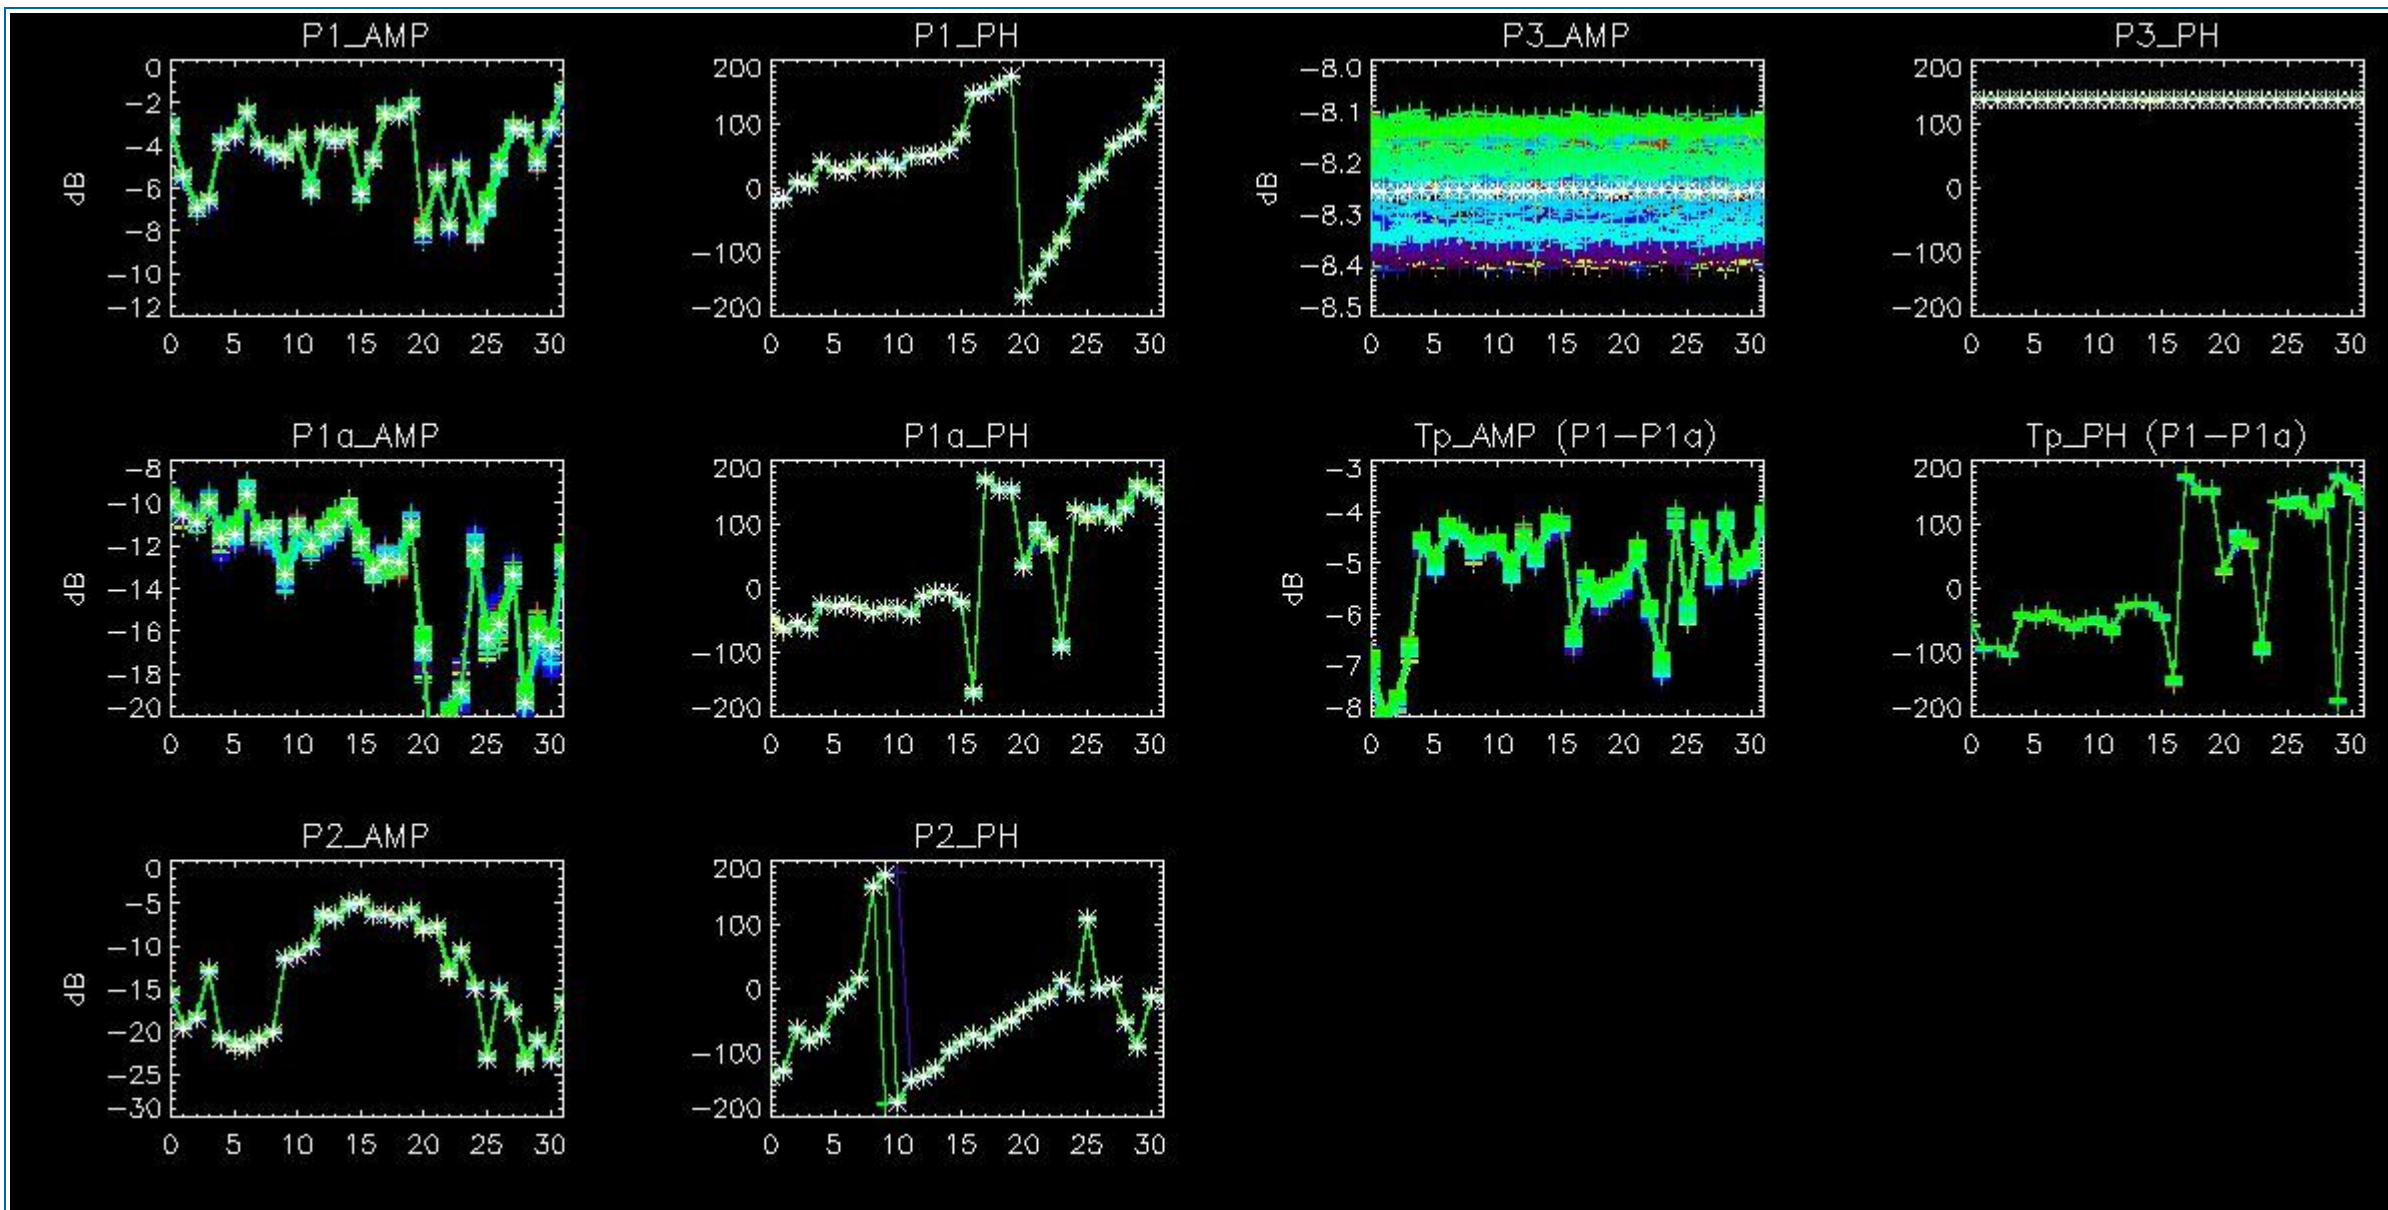 P1_AMP P1_PH P3_AMP P3_PH
0 200 −8.0 200
−2 100 −8.1 100
−4 0 −8.2 0
−6 −100 −8.3 −100
−8 −200 −8.4 −200
−10 −8.5
−12
dB dB
0 5 10 15 20 25 30 0 5 10 15 20 25 30 0 5 10 15 20 25 30 0 5 10 15 20 25 30
P1a_AMP P1a_PH Tp_AMP (P1−P1a) Tp_PH (P1−P1a)
−8 200 −3 200
−10 100 −4 100
−12 0 −5 0
−14 −100 −6 −100
−16 −200 −7 −200
−18 −8
−20
dB dB
0 5 10 15 20 25 30 0 5 10 15 20 25 30 0 5 10 15 20 25 30 0 5 10 15 20 25 30
P2_AMP P2_PH
0 200
−5 100
−10 0
−15 −100
−20 −200
−25
−30
dB
0 5 10 15 20 25 30 0 5 10 15 20 25 30